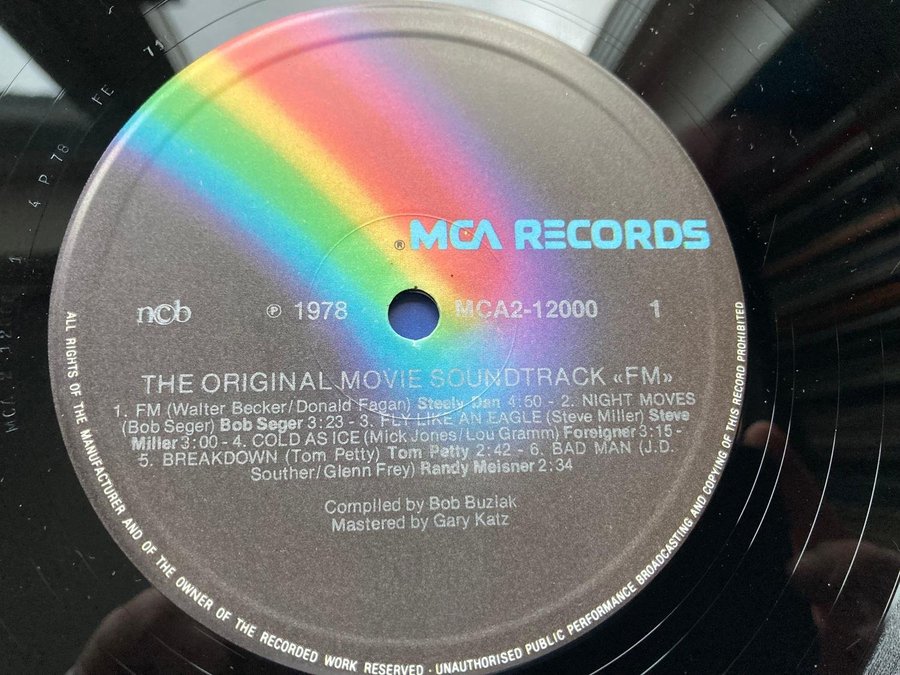 ® MCA RECORDS
ncb ℗ 1978 MCA2-12000 1
THE ORIGINAL MOVIE SOUNDTRACK «FM»
1. FM (Walter Becker/Donald Fagan) Steely Dan 4:50 - 2. NIGHT MOVES
(Bob Seger) Bob Seger 3:23 - 3. FLY LIKE AN EAGLE (Steve Miller) Steve
Miller 3:00 - 4. COLD AS ICE (Mick Jones/Lou Gramm) Foreigner 3:15 -
5. BREAKDOWN (Tom Petty) Tom Petty 2:42 - 6. BAD MAN (J.D.
Souther/Glenn Frey) Randy Meisner 2:34
Compiled by Bob Buziak
Mastered by Gary Katz
ALL RIGHTS OF THE MANUFACTURER AND OF THE OWNER OF THE RECORDED WORK RESERVED · UNAUTHORISED PUBLIC PERFORMANCE BROADCASTING AND COPYING OF THIS RECORD PROHIBITED
4 P 78 FE 71